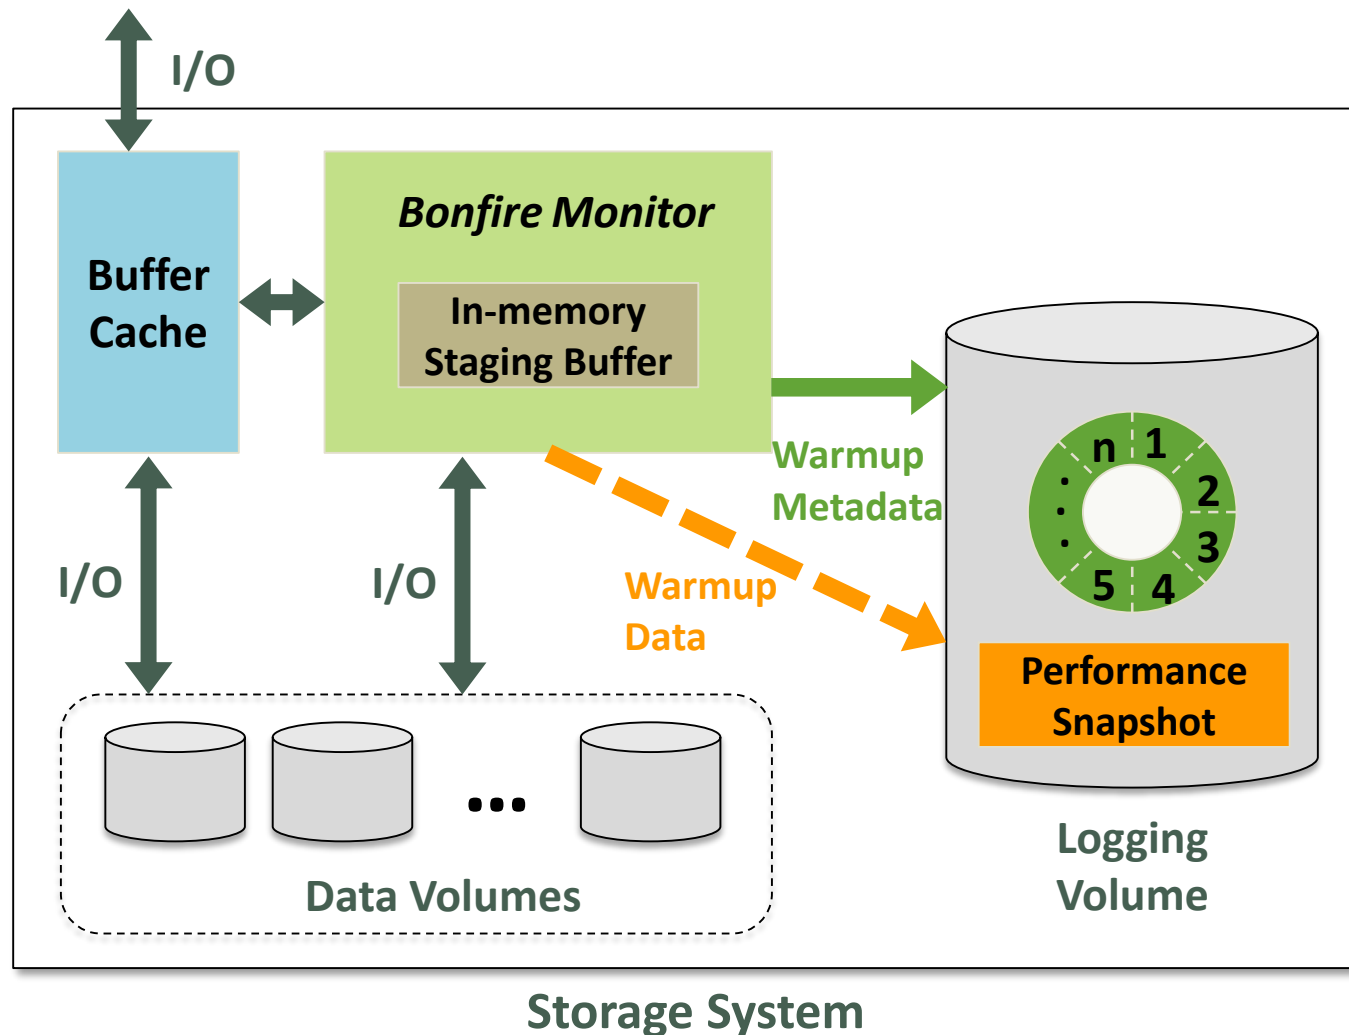 I/O
Bonfire Monitor
Buffer
Cache
In-memory
Staging Buffer
Warmup
Metadata
n
1
2
3
4
5
...
I/O
I/O
Warmup
Data
Performance
Snapshot
...
Data Volumes
Logging
Volume
Storage System